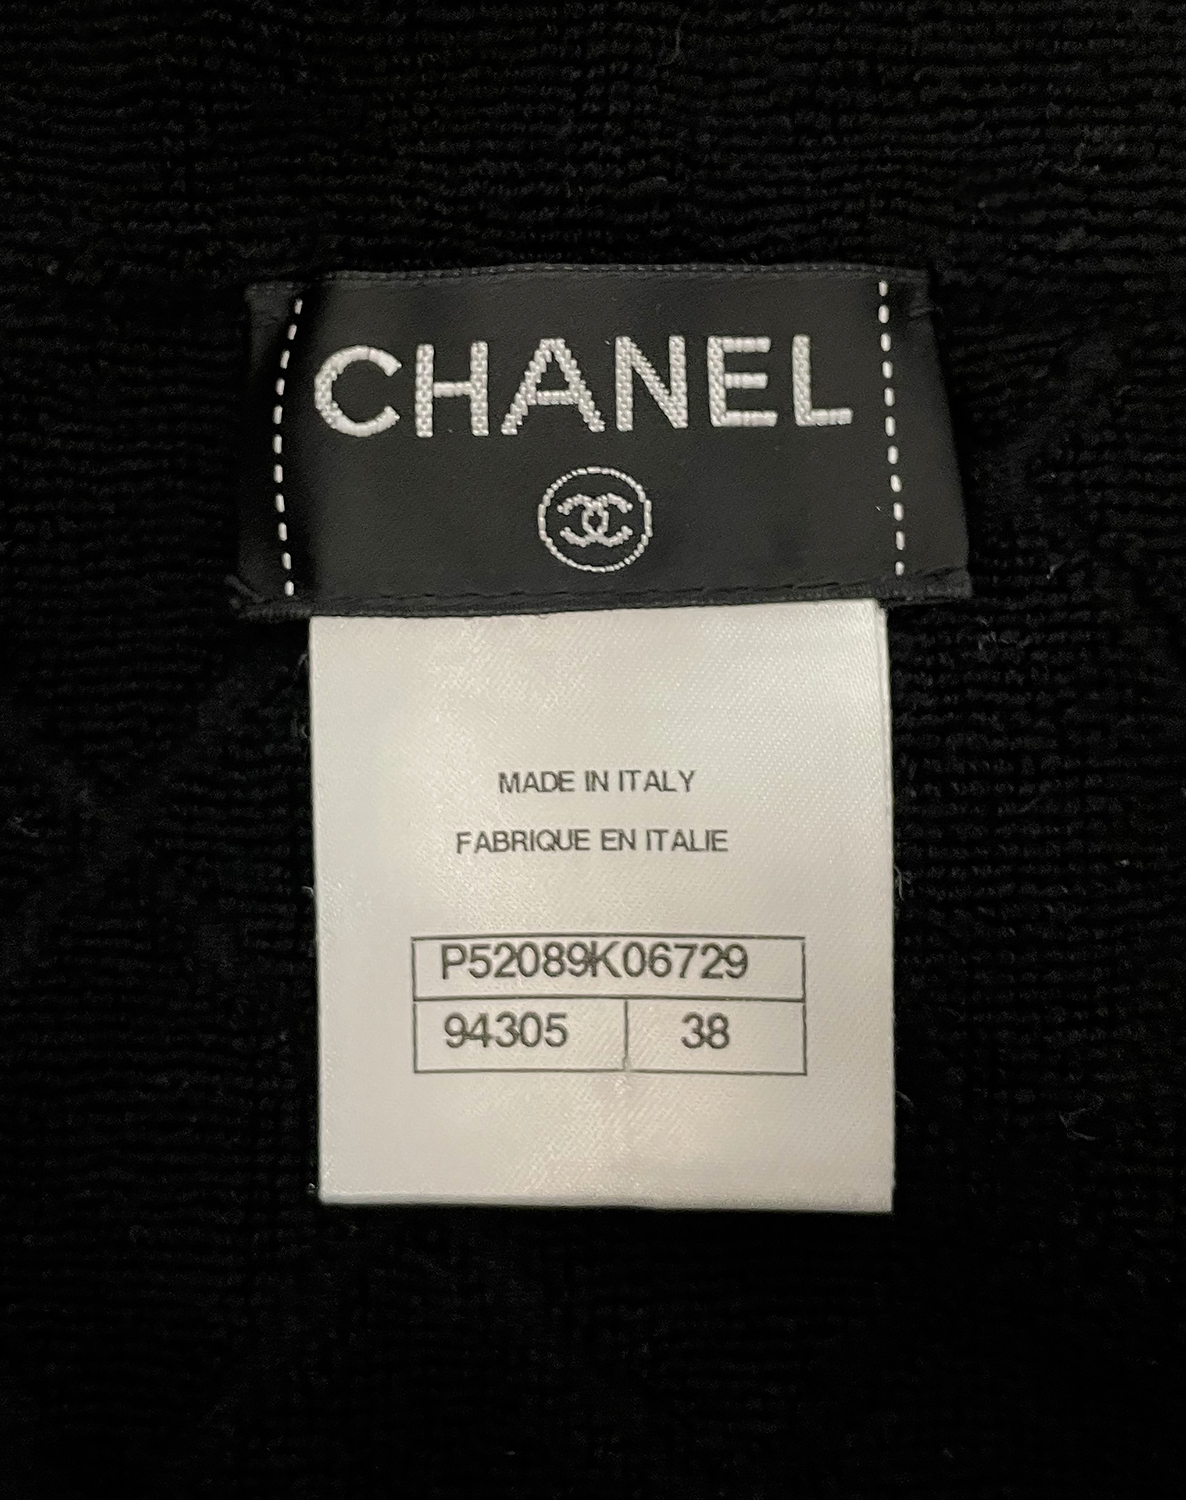 CHANEL
MADE IN ITALY
FABRIQUE EN ITALIE
P52089K06729
94305 38